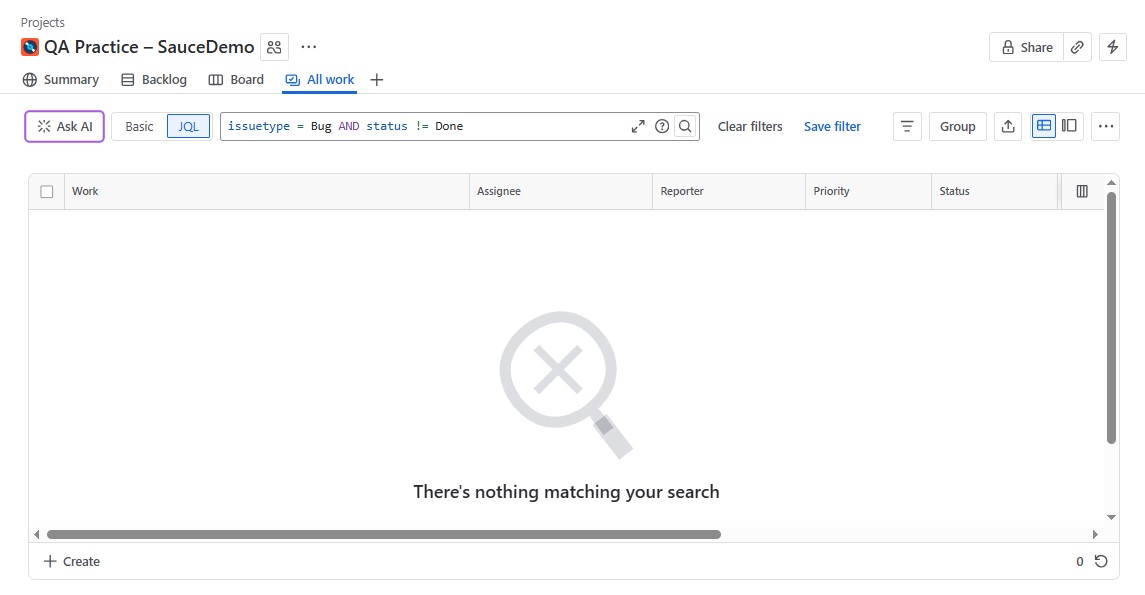 Projects
QA Practice – SauceDemo
Share
Summary Backlog Board All work
Ask AI Basic JQL issuetype = Bug AND status != Done Clear filters Save filter Group
Work Assignee Reporter Priority Status
There's nothing matching your search
Create 0